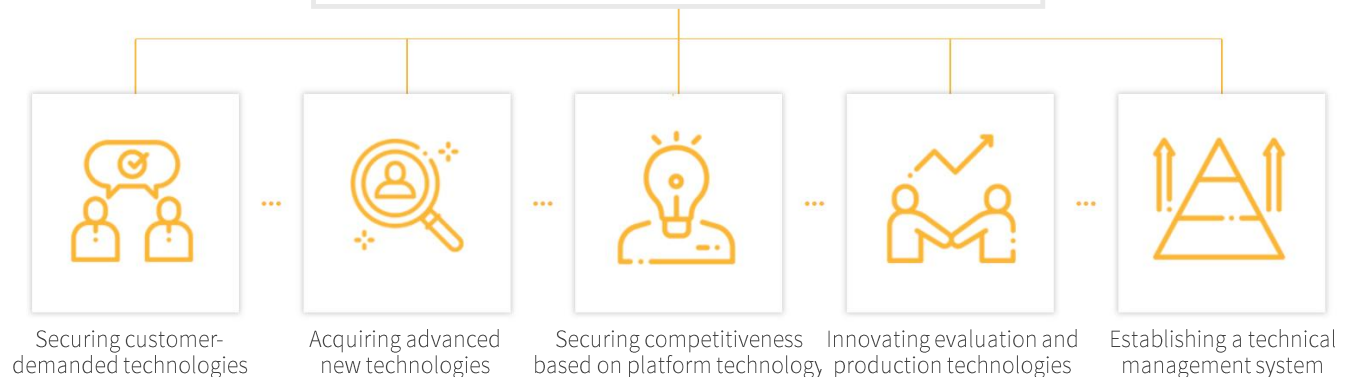 Securing customer-
demanded technologies
Acquiring advanced
new technologies
Securing competitiveness
based on platform technology
Innovating evaluation and
production technologies
Establishing a technical
management system